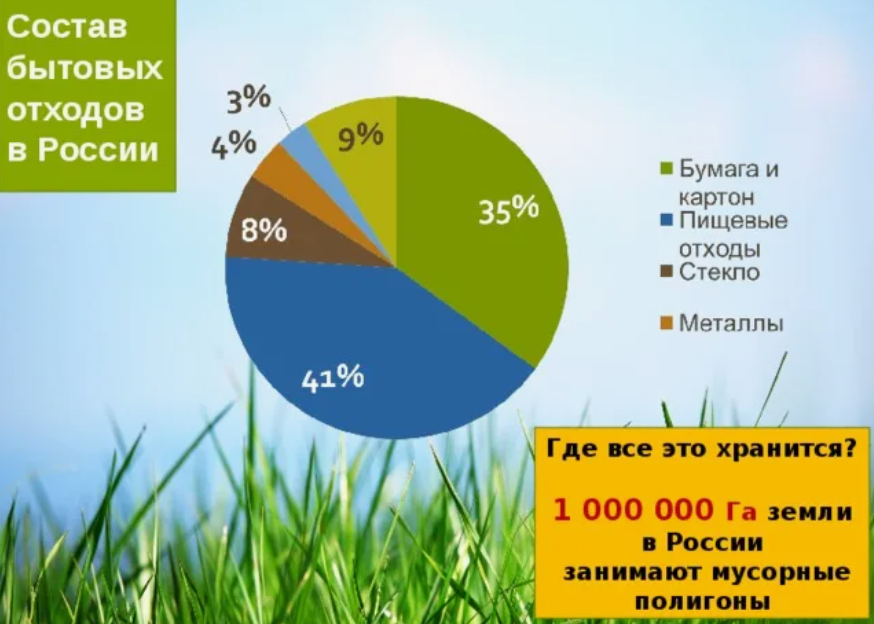 Состав
бытовых
отходов
в России
3%
9%
4%
35%
8%
41%
Бумага и
картон
Пищевые
отходы
Стекло
Металлы
Где все это хранится?
1 000 000 Га земли
в России
занимают мусорные
полигоны